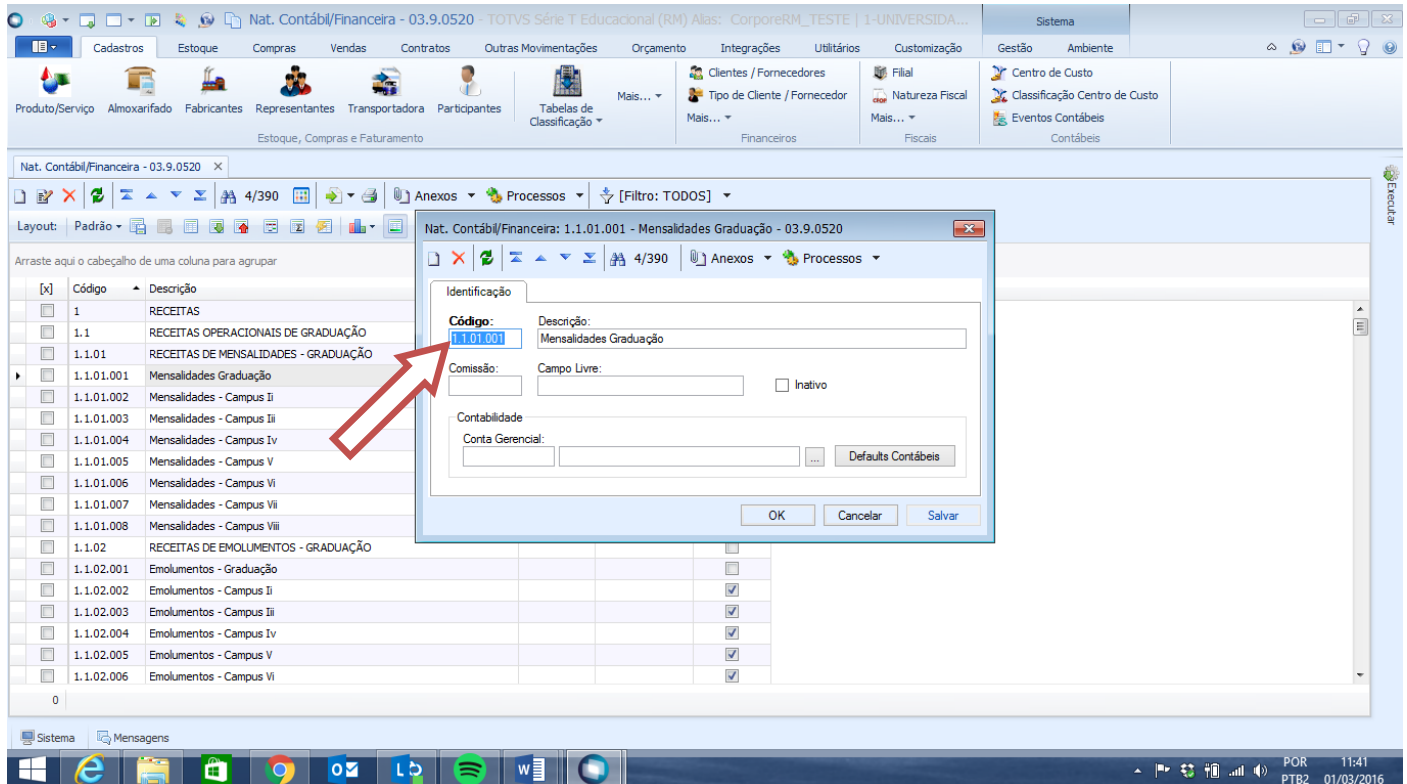 Nat. Contábil/Financeira - 03.9.0520 - TOTVS Série T Educacional (RM) Alias: CorporeRM_TESTE | 1-UNIVERSIDA...
Sistema
Cadastros Estoque Compras Vendas Contratos Outras Movimentações Orçamento Integrações Utilitários Customização Gestão Ambiente
Clientes / Fornecedores Filial Centro de Custo
Tipo de Cliente / Fornecedor Natureza Fiscal Classificação Centro de Custo
Produto/Serviço Almoxarifado Fabricantes Representantes Transportadora Participantes Tabelas de Classificação Mais...
Mais... Mais... Eventos Contábeis
Estoque, Compras e Faturamento Financeiros Fiscais Contábeis
Nat. Contábil/Financeira - 03.9.0520
4/390 Anexos Processos [Filtro: TODOS]
Executar
Layout: Padrão
Arraste aqui o cabeçalho de uma coluna para agrupar
[x] Código Descrição
1 RECEITAS
1.1 RECEITAS OPERACIONAIS DE GRADUAÇÃO
1.1.01 RECEITAS DE MENSALIDADES - GRADUAÇÃO
1.1.01.001 Mensalidades Graduação
1.1.01.002 Mensalidades - Campus Ii
1.1.01.003 Mensalidades - Campus Iii
1.1.01.004 Mensalidades - Campus Iv
1.1.01.005 Mensalidades - Campus V
1.1.01.006 Mensalidades - Campus Vi
1.1.01.007 Mensalidades - Campus Vii
1.1.01.008 Mensalidades - Campus Viii
1.1.02 RECEITAS DE EMOLUMENTOS - GRADUAÇÃO
1.1.02.001 Emolumentos - Graduação
1.1.02.002 Emolumentos - Campus Ii
1.1.02.003 Emolumentos - Campus Iii
1.1.02.004 Emolumentos - Campus Iv
1.1.02.005 Emolumentos - Campus V
1.1.02.006 Emolumentos - Campus Vi
0
Nat. Contábil/Financeira: 1.1.01.001 - Mensalidades Graduação - 03.9.0520
4/390 Anexos Processos
Identificação
Código: Descrição:
1.1.01.001 Mensalidades Graduação
Comissão: Campo Livre:
Inativo
Contabilidade
Conta Gerencial:
... Defaults Contábeis
OK Cancelar Salvar
Sistema Mensagens
POR 11:41
PTB2 01/03/2016